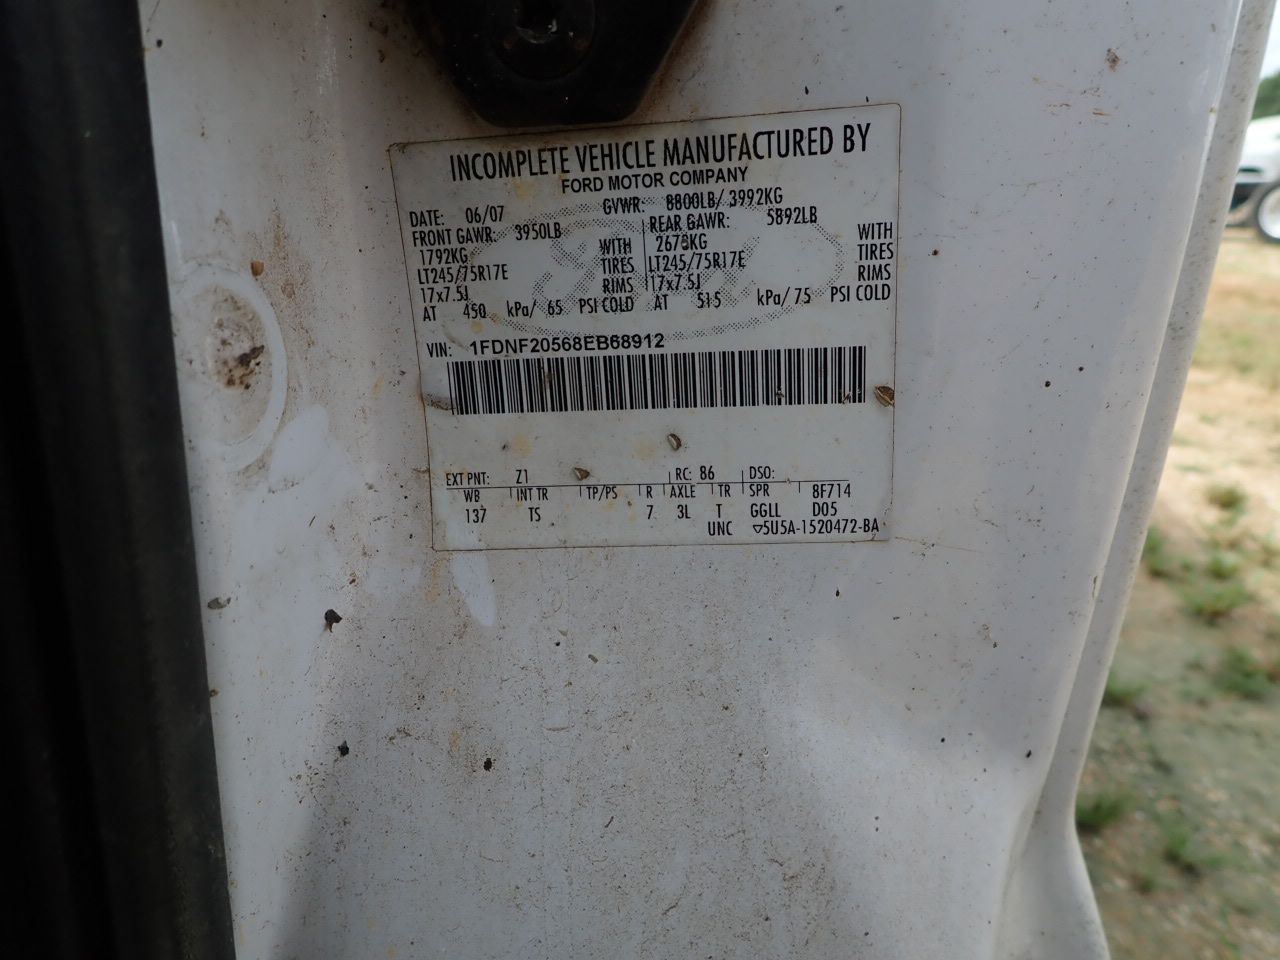 INCOMPLETE VEHICLE MANUFACTURED BY
FORD MOTOR COMPANY
DATE: 06/07 GVWR: 8800LB/ 3992KG
FRONT GAWR: 3950LB REAR GAWR: 5892LB
1792KG WITH 2673KG WITH
LT245/75R17E TIRES LT245/75R17E TIRES
17x7.5J RIMS 17x7.5J RIMS
AT 450 kPa/ 65 PSI COLD AT 515 kPa/ 75 PSI COLD
VIN: 1FDNF20568EB68912
EXT PNT: Z1 RC: 86 DSO:
WB INT TR TP/PS R AXLE TR SPR 8F714
137 TS 7 3L T GGLL D05
UNC ▽5U5A-1520472-BA